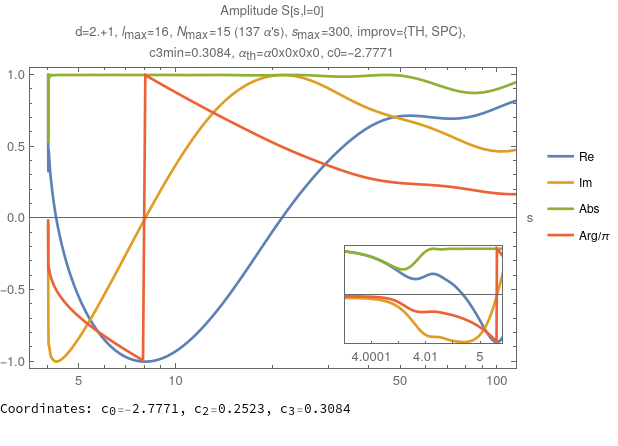 Amplitude S[s,l=0]
d=2.+1, lmax=16, Nmax=15 (137 α's), smax=300, improv={TH, SPC},
c3min=0.3084, αth=α0x0x0x0, c0=-2.7771
1.0
0.5
0.0
-0.5
-1.0
5
10
50
100
s
Re
Im
Abs
Arg/π
4.0001
4.01
5
Coordinates: c0=-2.7771, c2=0.2523, c3=0.3084